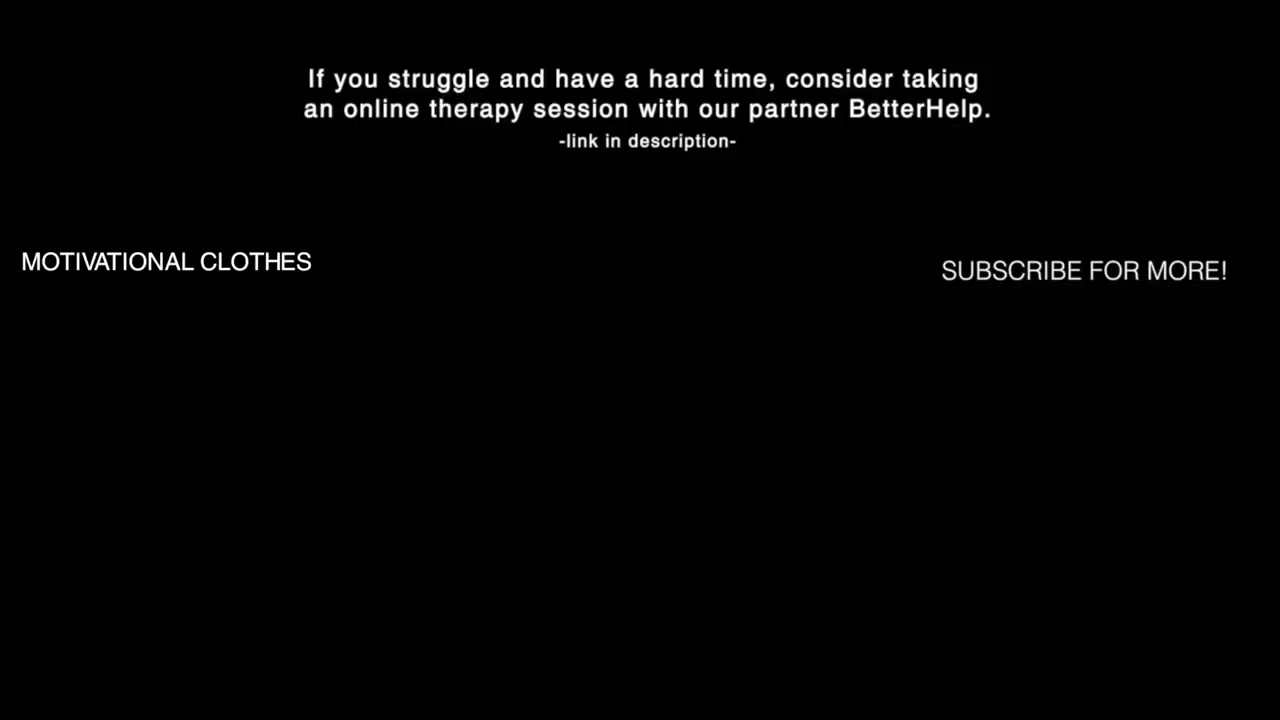 If you struggle and have a hard time, consider taking
an online therapy session with our partner BetterHelp.
-link in description-
MOTIVATIONAL CLOTHES
SUBSCRIBE FOR MORE!